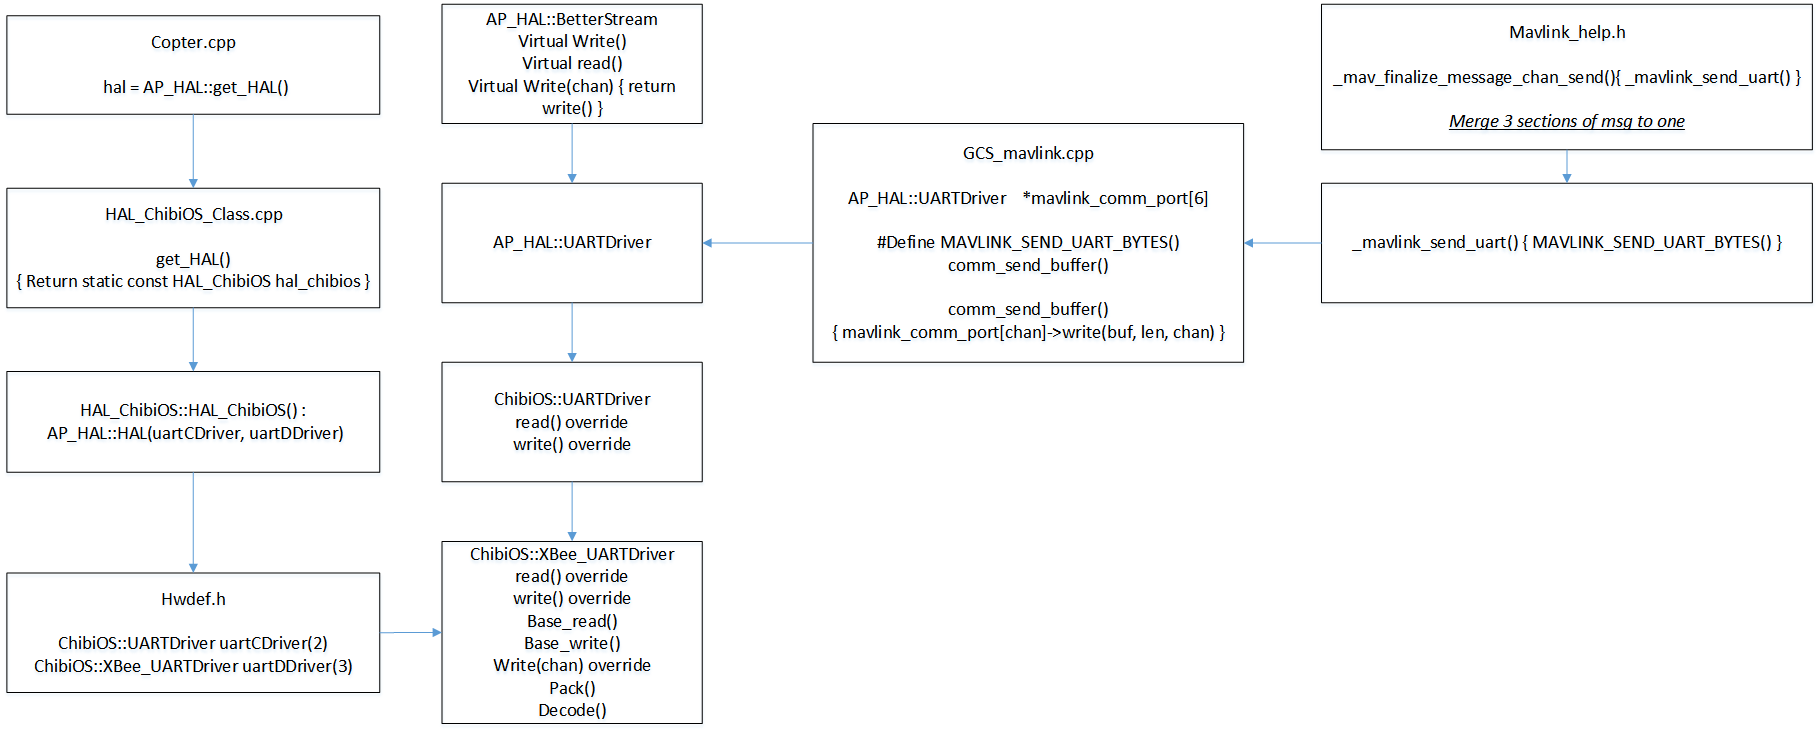 Copter.cpp
hal = AP_HAL::get_HAL()
HAL_ChibiOS_Class.cpp
get_HAL()
{ Return static const HAL_ChibiOS hal_chibios }
HAL_ChibiOS::HAL_ChibiOS() :
AP_HAL::HAL(uartCDriver, uartDDriver)
Hwdef.h
ChibiOS::UARTDriver uartCDriver(2)
ChibiOS::XBee_UARTDriver uartDDriver(3)
AP_HAL::BetterStream
Virtual Write()
Virtual read()
Virtual Write(chan) { return
write() }
AP_HAL::UARTDriver
ChibiOS::UARTDriver
read() override
write() override
ChibiOS::XBee_UARTDriver
read() override
write() override
Base_read()
Base_write()
Write(chan) override
Pack()
Decode()
GCS_mavlink.cpp
AP_HAL::UARTDriver *mavlink_comm_port[6]
#Define MAVLINK_SEND_UART_BYTES()
comm_send_buffer()
comm_send_buffer()
{ mavlink_comm_port[chan]->write(buf, len, chan) }
Mavlink_help.h
_mav_finalize_message_chan_send(){ _mavlink_send_uart() }
Merge 3 sections of msg to one
_mavlink_send_uart() { MAVLINK_SEND_UART_BYTES() }